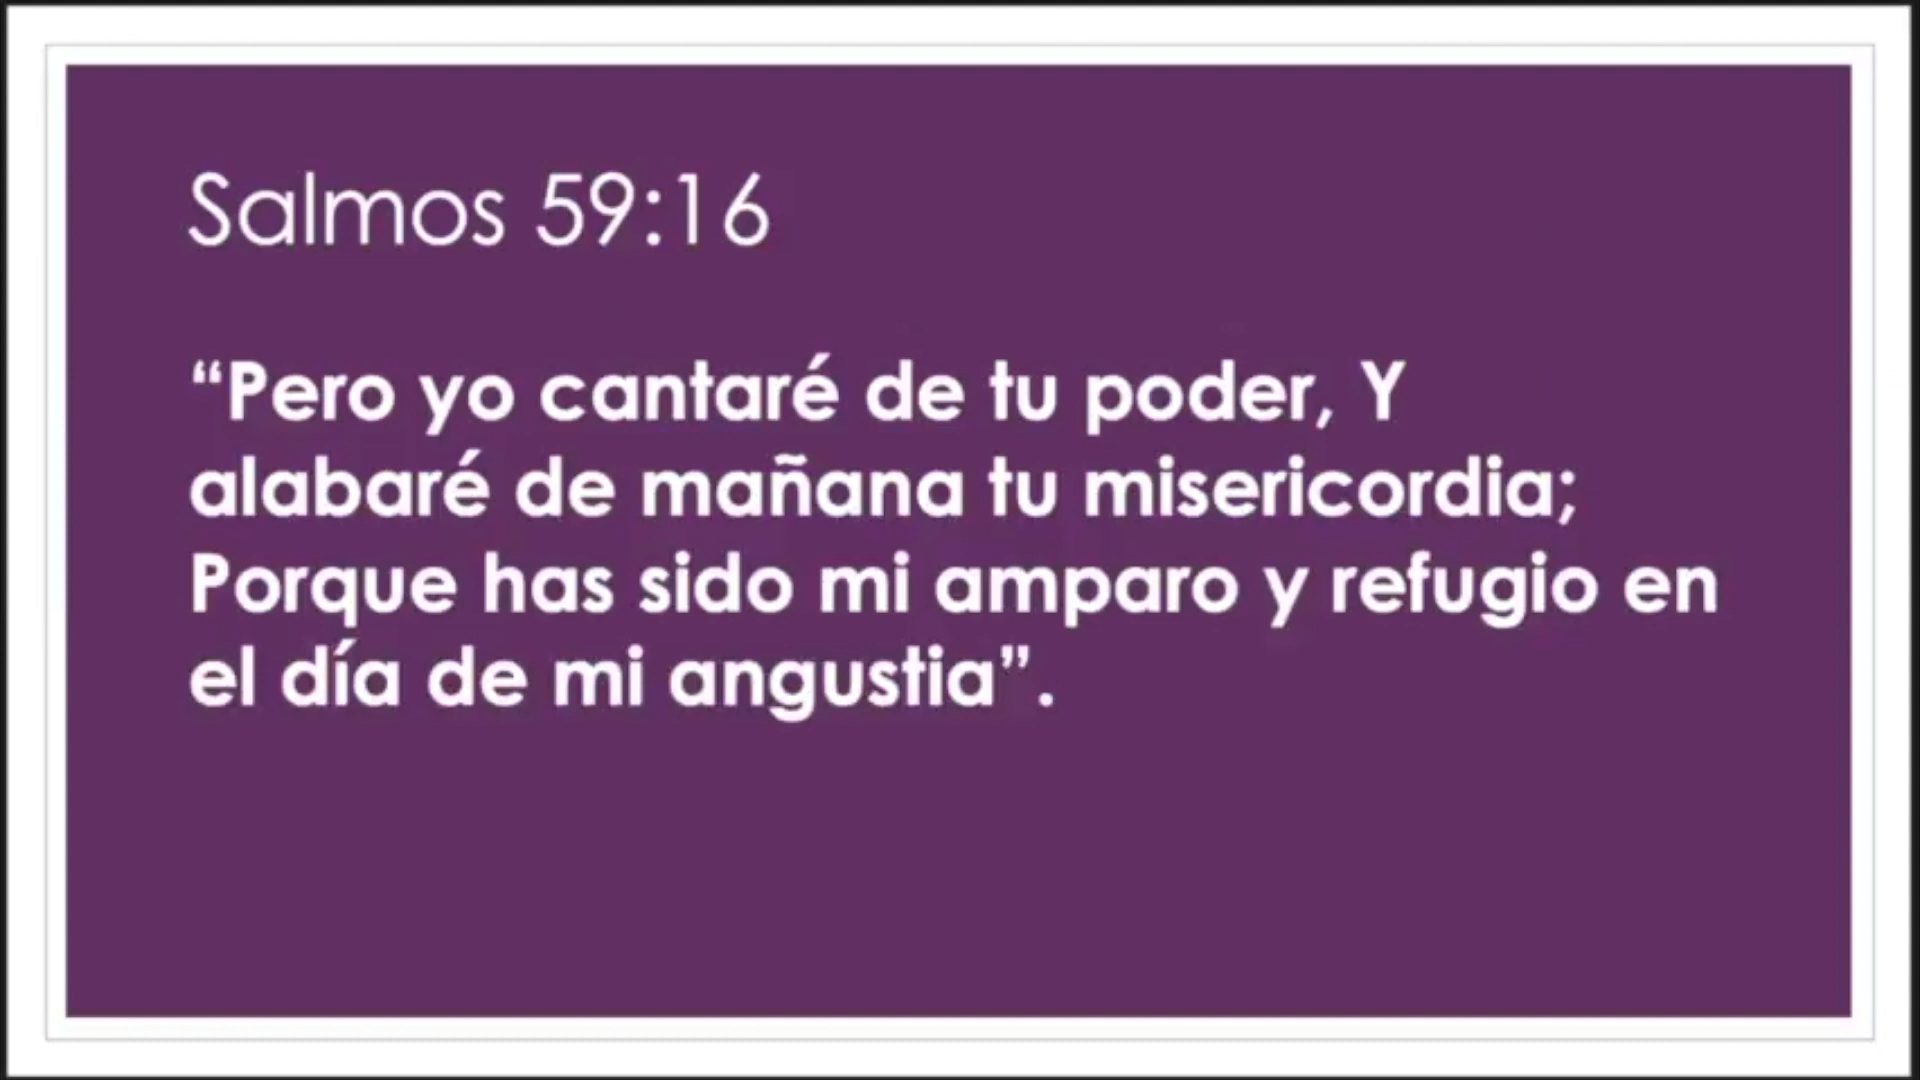 Salmos 59:16
“Pero yo cantaré de tu poder, Y
alabaré de mañana tu misericordia;
Porque has sido mi amparo y refugio en
el día de mi angustia”.